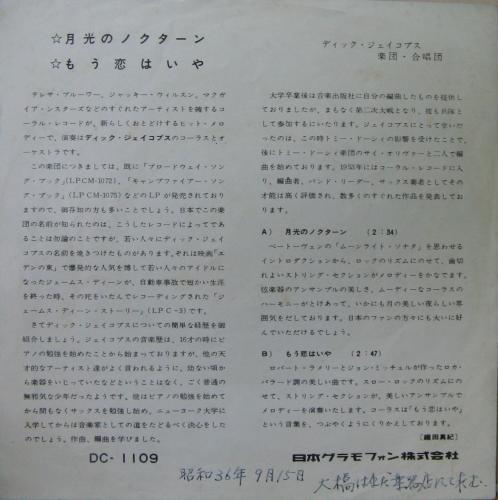 ☆月光のノクターン
☆もう恋はいや
ディック・ジェイコブス
楽団・合唱団
テレサ・ブルーワー、ジャッキー・ウィルスン、マクガ
イア・シスターズなどのすぐれたアーティストを擁するコ
ーラル・レコードが、新らしくおとどけするヒット・メロ
ディーで、演奏はディック・ジェイコブスのコーラスとオ
ーケストラです。
この楽団につきましては、既に「ブロードウェイ・ソン
グ・ブック」(LPCM-1072)、「キャンプファイアー・ソン
グ・ブック」(LPCM-1075)などのLPが発売されており
ますので、御存知の方も多いことでしょう。日本でこの楽
団の名前が知られたのは、こうしたレコードによってであ
ることは勿論のことですが、若い人々にディック・ジェイ
コブスの名前を焼きつけたものがあります。それは映画「エ
デンの東」で爆発的な人気を博して若い人々のアイドルに
なったジェームス・ディーンが、自動車事故で短かい生涯
を終った時、その死をいたんでレコーディングされた「ジ
ェームス・ディーン・ストーリー」(LPC-3)です。
さてディック・ジェイコブスについての簡単な経歴を御
紹介しましょう。ジェイコブスの音楽歴は、16才の時にピ
アノの勉強を始めたことから始まっておりますが、他の天
才的なアーティスト達がよく言われるように、幼ない頃か
ら楽器をいじっていたなどということはなく、ごく普通の
無邪気な少年だったようです。彼はピアノの勉強を始めて
から間もなくサックスを勉強し始め、ニューヨーク大学に
入学してからは音楽家としての道をたどるべく決心をした
のでしょう。作曲、編曲を学びました。
大学卒業後は音楽出版社に自分の編曲したものを提供し
ておりましたが、まもなく第二次大戦となり、彼も兵隊と
して参加するにいたります。ジェイコブスにとって幸いだ
ったのは、この時トミー・ドーシィの影響を受けたことで、
後にトミー・ドーシィ楽団のサイ・オリヴァーと二人で編
曲を始めております。1953年にはコーラル・レコードに入
り、編曲者、バンド・リーダー、サックス奏者としてその
才能は高く評価され、数多くのすぐれた作品を発表してお
ります。
A) 月光のノクターン (2:34)
ベートーヴェンの「ムーンライト・ソナタ」を思わせる
イントロダクションから、ロックのリズムにのせて、歯切
れよいストリング・セクションがメロディーをかなでます。
弦楽器のアンサンブルの美しさ、ムーディーなコーラスの
ハーモニーがとけあって、いかにも月の美しい夜らしい雰
囲気をだしております。日本のファンの方々にも大いに好
んでいただけるでしょう。
B) もう恋はいや (2:47)
ロバート・ラメリーとジョン・ミッチェルが作ったロカ
・バラード調の美しい曲です。スロー・ロックのリズムにの
せて、ストリング・セクションが、美しいアンサンブルで
メロディーを演奏いたします。コーラスは「もう恋はいや」
という言葉を、つぶやくようにくりかえしております。
〔織田真紀〕
DC-1109
日本グラモフォン株式会社
昭和36年9月15日